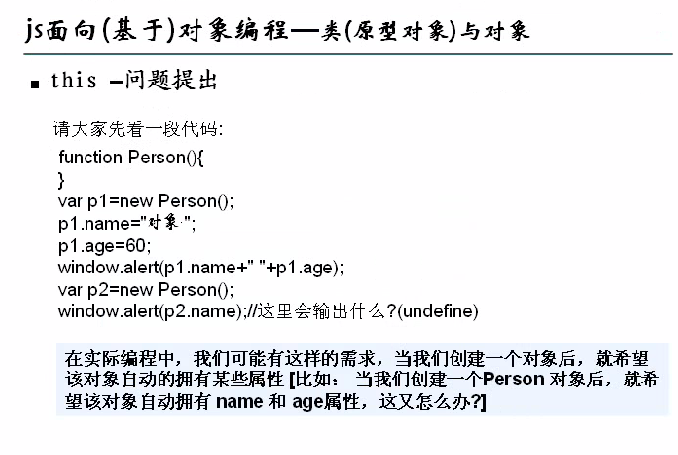 js面向(基于)对象编程—类(原型对象)与对象
■ this –问题提出
请大家先看一段代码:
function Person(){
}
var p1=new Person();
p1.name="对象";
p1.age=60;
window.alert(p1.name+" "+p1.age);
var p2=new Person();
window.alert(p2.name);//这里会输出什么?(undefine)
在实际编程中，我们可能有这样的需求，当我们创建一个对象后，就希望
该对象自动的拥有某些属性 [比如： 当我们创建一个Person 对象后，就希
望该对象自动拥有 name 和 age属性，这又怎么办?]